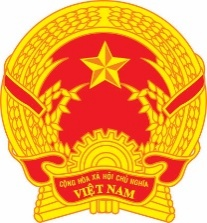 CỘNG HÒA XÃ HỘI CHỦ NGHĨA
VIỆT NAM